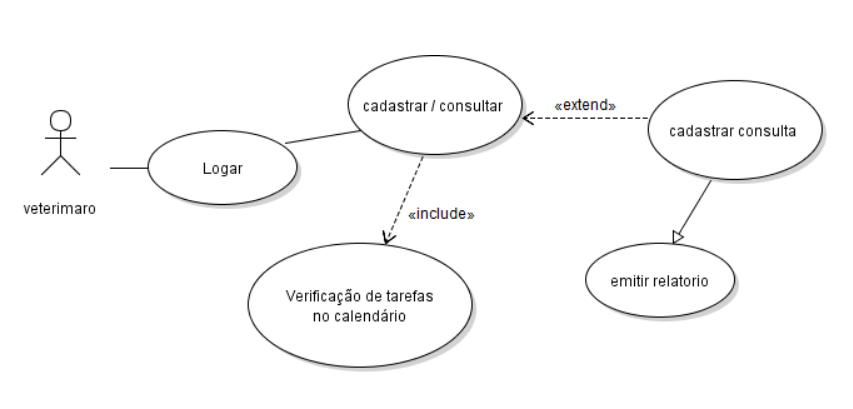 cadastrar / consultar
«extend»
cadastrar consulta
Logar
veterimaro
«include»
Verificação de tarefas
no calendário
emitir relatorio